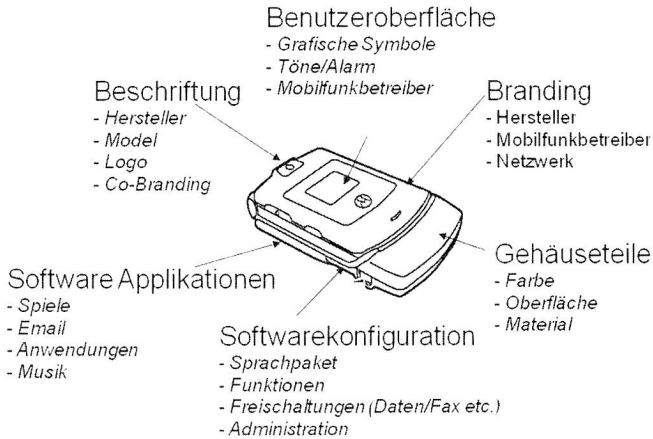 Benutzeroberfläche
- Grafische Symbole
- Töne/Alarm
- Mobilfunkbetreiber
Beschriftung
- Hersteller
- Model
- Logo
- Co-Branding
Branding
- Hersteller
- Mobilfunkbetreiber
- Netzwerk
Gehäuseteile
- Farbe
- Oberfläche
- Material
Software Applikationen
- Spiele
- Email
- Anwendungen
- Musik
Softwarekonfiguration
- Sprachpaket
- Funktionen
- Freischaltungen (Daten/Fax etc.)
- Administration